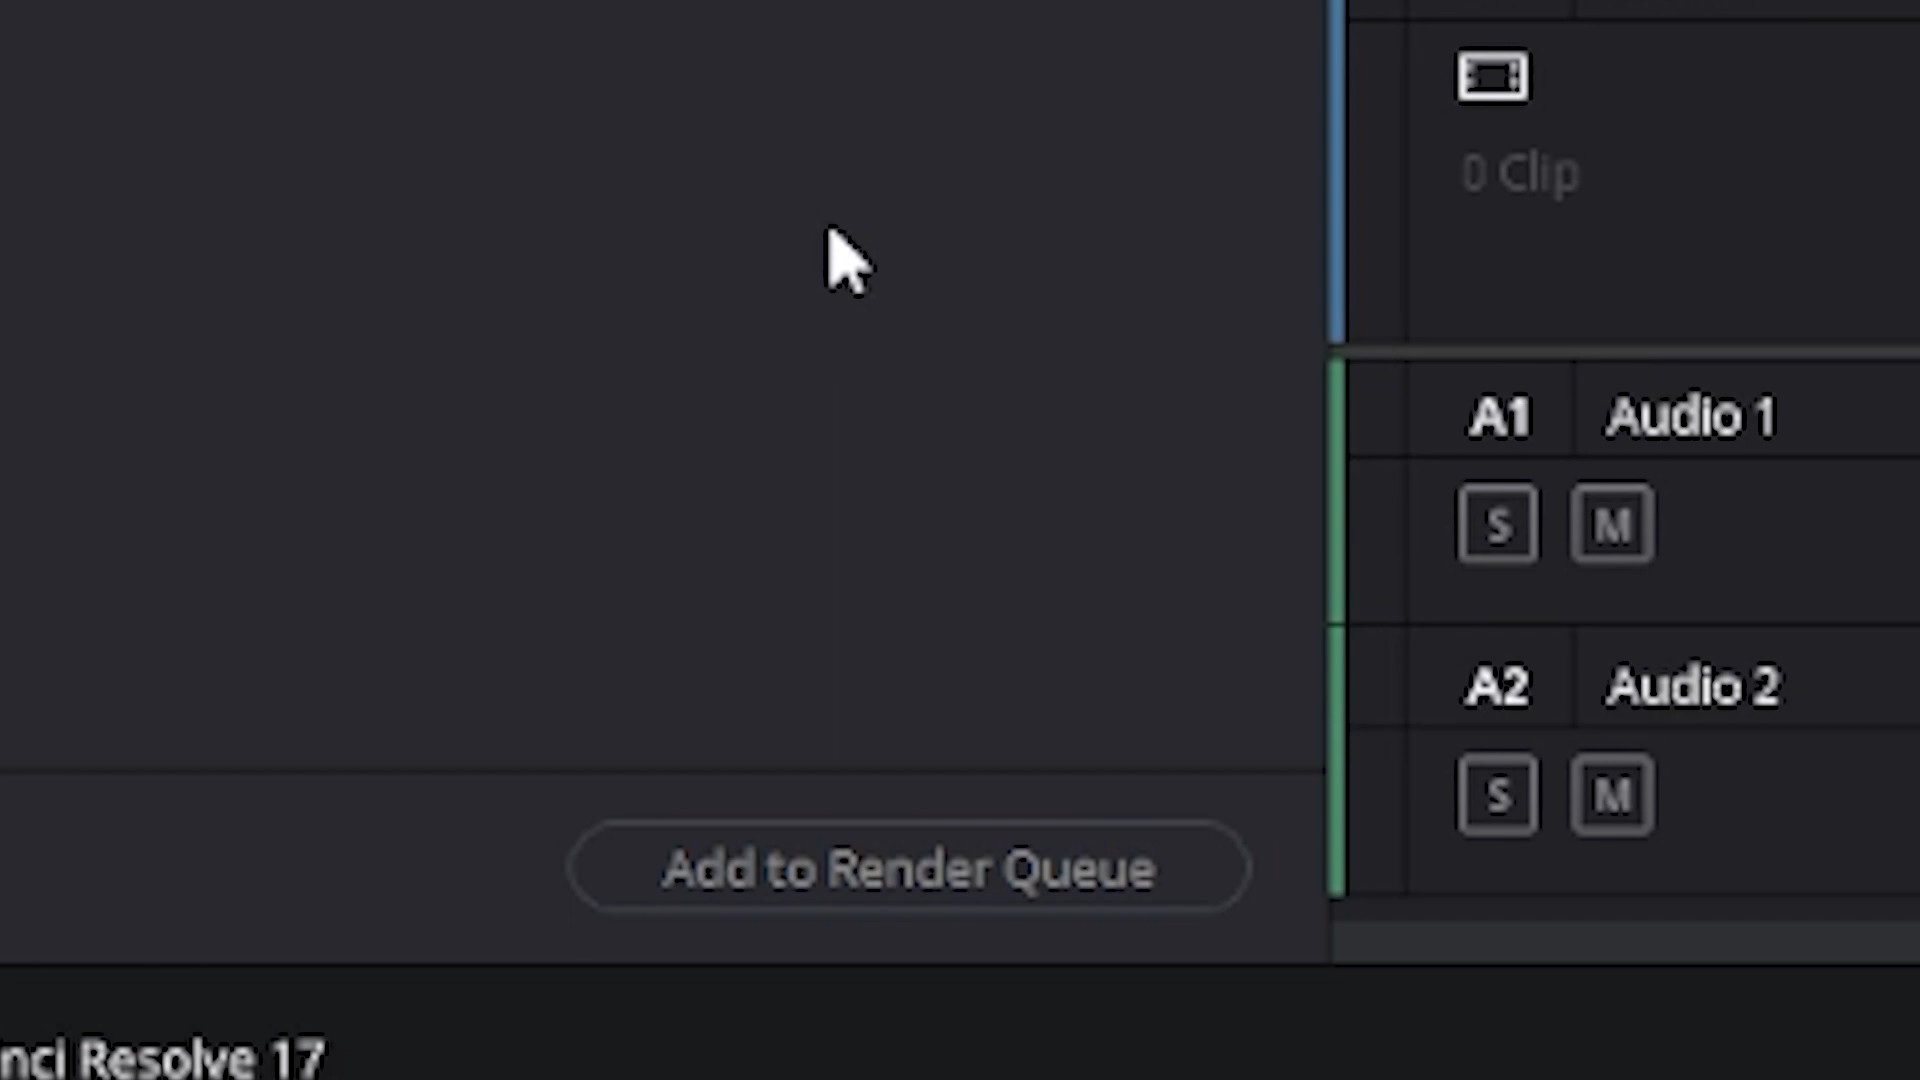 0 Clip
A1 Audio 1
S M
A2 Audio 2
S M
Add to Render Queue
nci Resolve 17